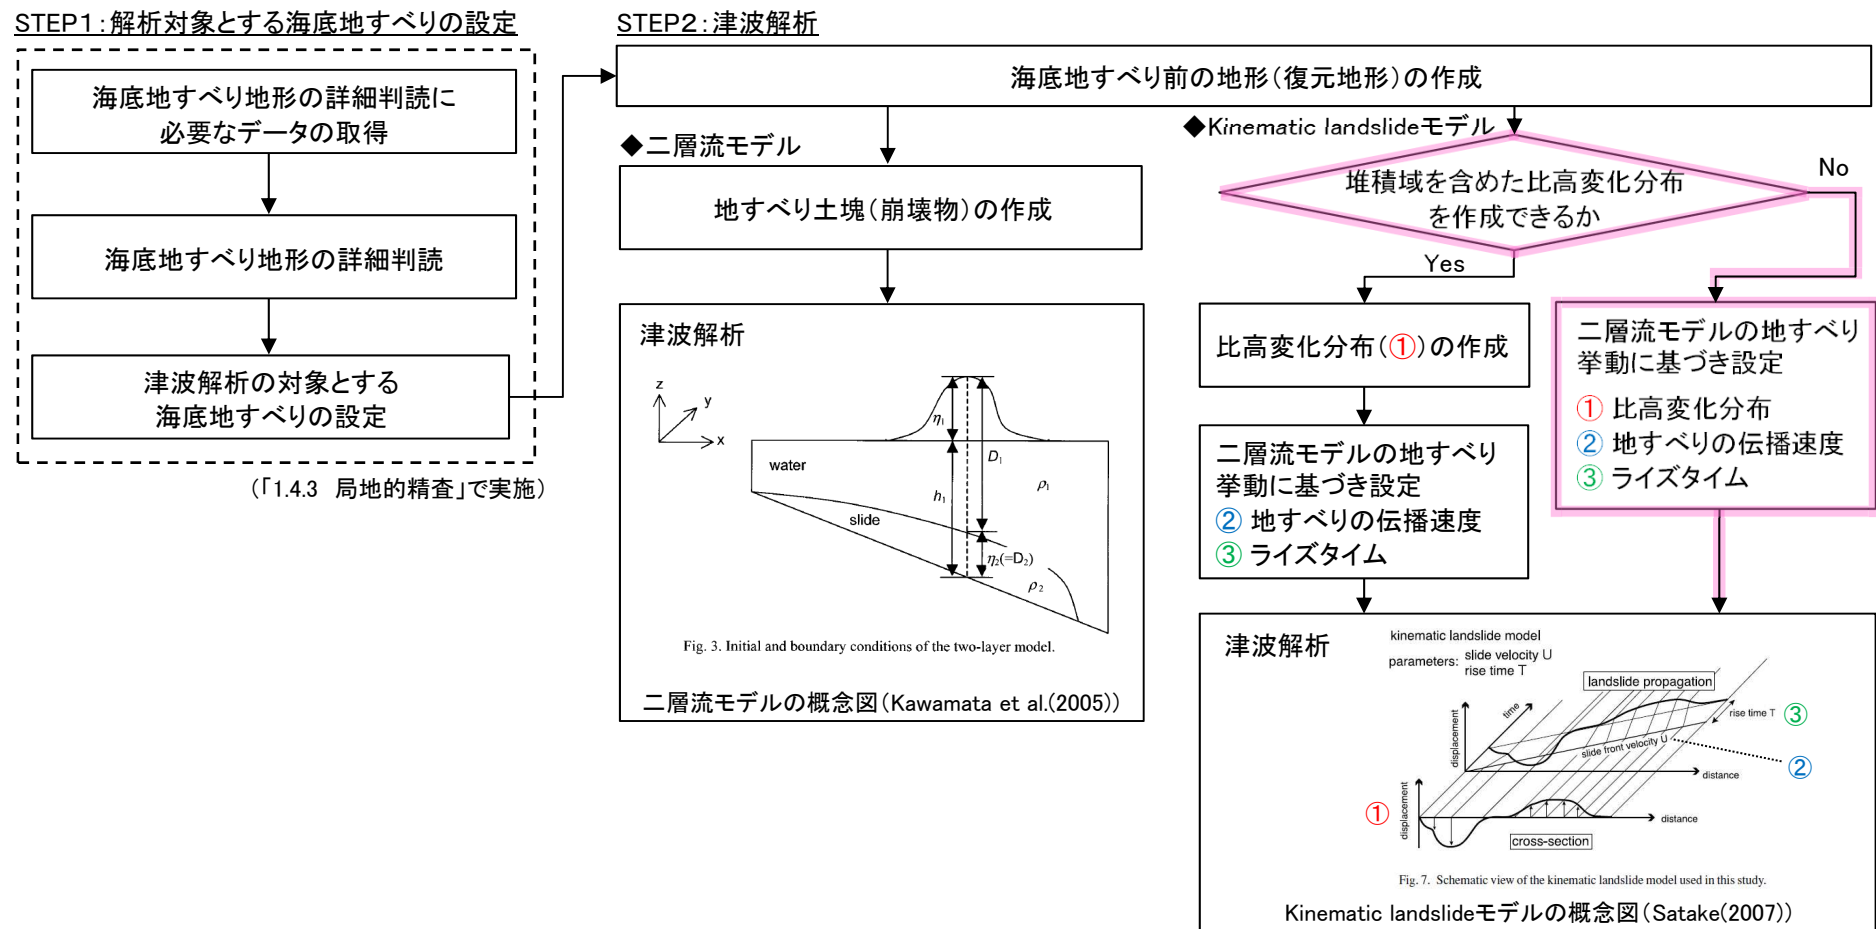 STEP1:解析対象とする海底地すべりの設定
海底地すべり地形の詳細判読に
必要なデータの取得
海底地すべり地形の詳細判読
津波解析の対象とする
海底地すべりの設定
(「1.4.3 局地的精査」で実施)
STEP2:津波解析
海底地すべり前の地形(復元地形)の作成
◆二層流モデル
地すべり土塊(崩壊物)の作成
津波解析
z
y
x
η1
D1
water
h1
ρ1
slide
η2(=D2)
ρ2
Fig. 3. Initial and boundary conditions of the two-layer model.
二層流モデルの概念図(Kawamata et al.(2005))
◆Kinematic landslideモデル
堆積域を含めた比高変化分布
を作成できるか
No
Yes
比高変化分布(①)の作成
二層流モデルの地すべり
挙動に基づき設定
② 地すべりの伝播速度
③ ライズタイム
二層流モデルの地すべり
挙動に基づき設定
① 比高変化分布
② 地すべりの伝播速度
③ ライズタイム
津波解析
kinematic landslide model
parameters: slide velocity U
rise time T
landslide propagation
time
displacement
rise time T
③
slide front velocity U
②
distance
①
displacement
distance
cross-section
Fig. 7. Schematic view of the kinematic landslide model used in this study.
Kinematic landslideモデルの概念図(Satake(2007))